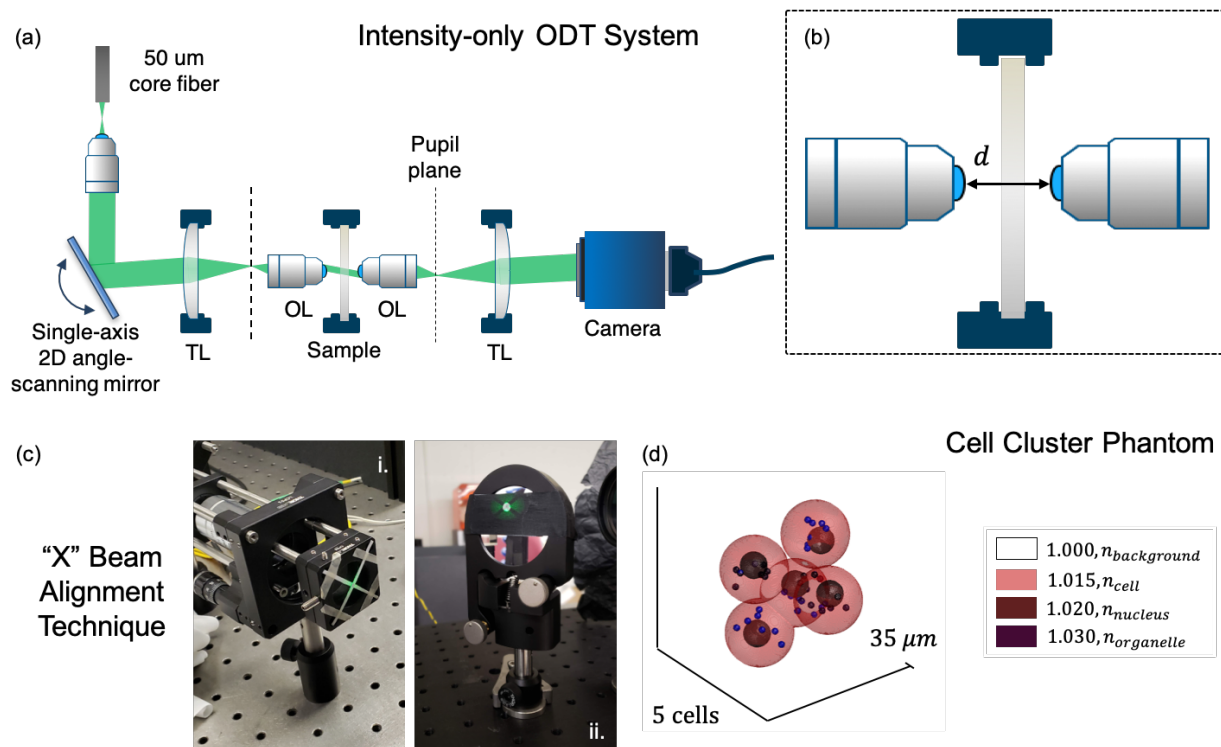 (a)
Intensity-only ODT System
(b)
50 um
core fiber
Pupil
plane
d
OL
OL
Single-axis
2D angle-
scanning mirror
TL
Sample
TL
Camera
(c)
i.
ii.
"X" Beam
Alignment
Technique
Cell Cluster Phantom
(d)
35 μm
5 cells
1.000, n_background
1.015, n_cell
1.020, n_nucleus
1.030, n_organelle